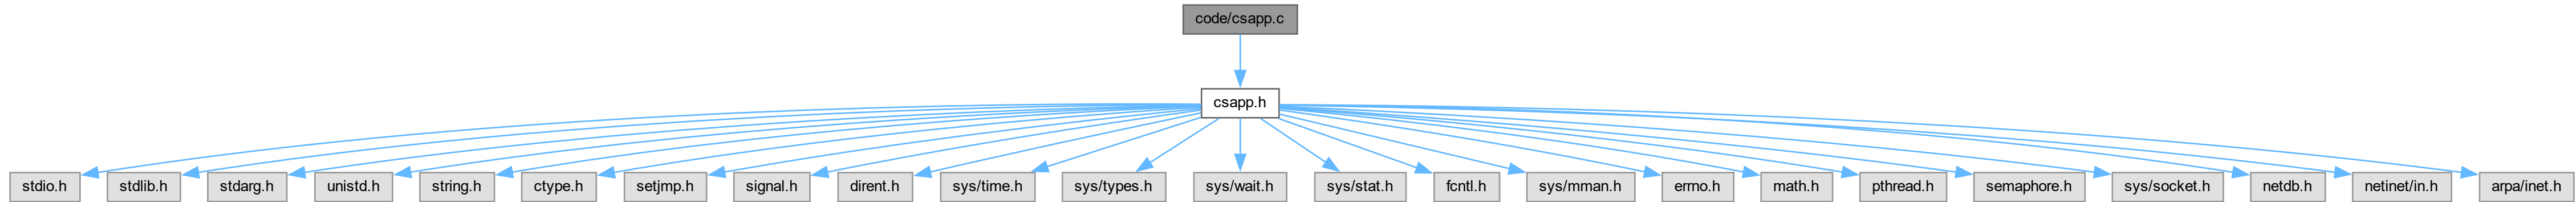 code/csapp.c
csapp.h
stdio.h
stdlib.h
stdarg.h
unistd.h
string.h
ctype.h
setjmp.h
signal.h
dirent.h
sys/time.h
sys/types.h
sys/wait.h
sys/stat.h
fcntl.h
sys/mman.h
errno.h
math.h
pthread.h
semaphore.h
sys/socket.h
netdb.h
netinet/in.h
arpa/inet.h